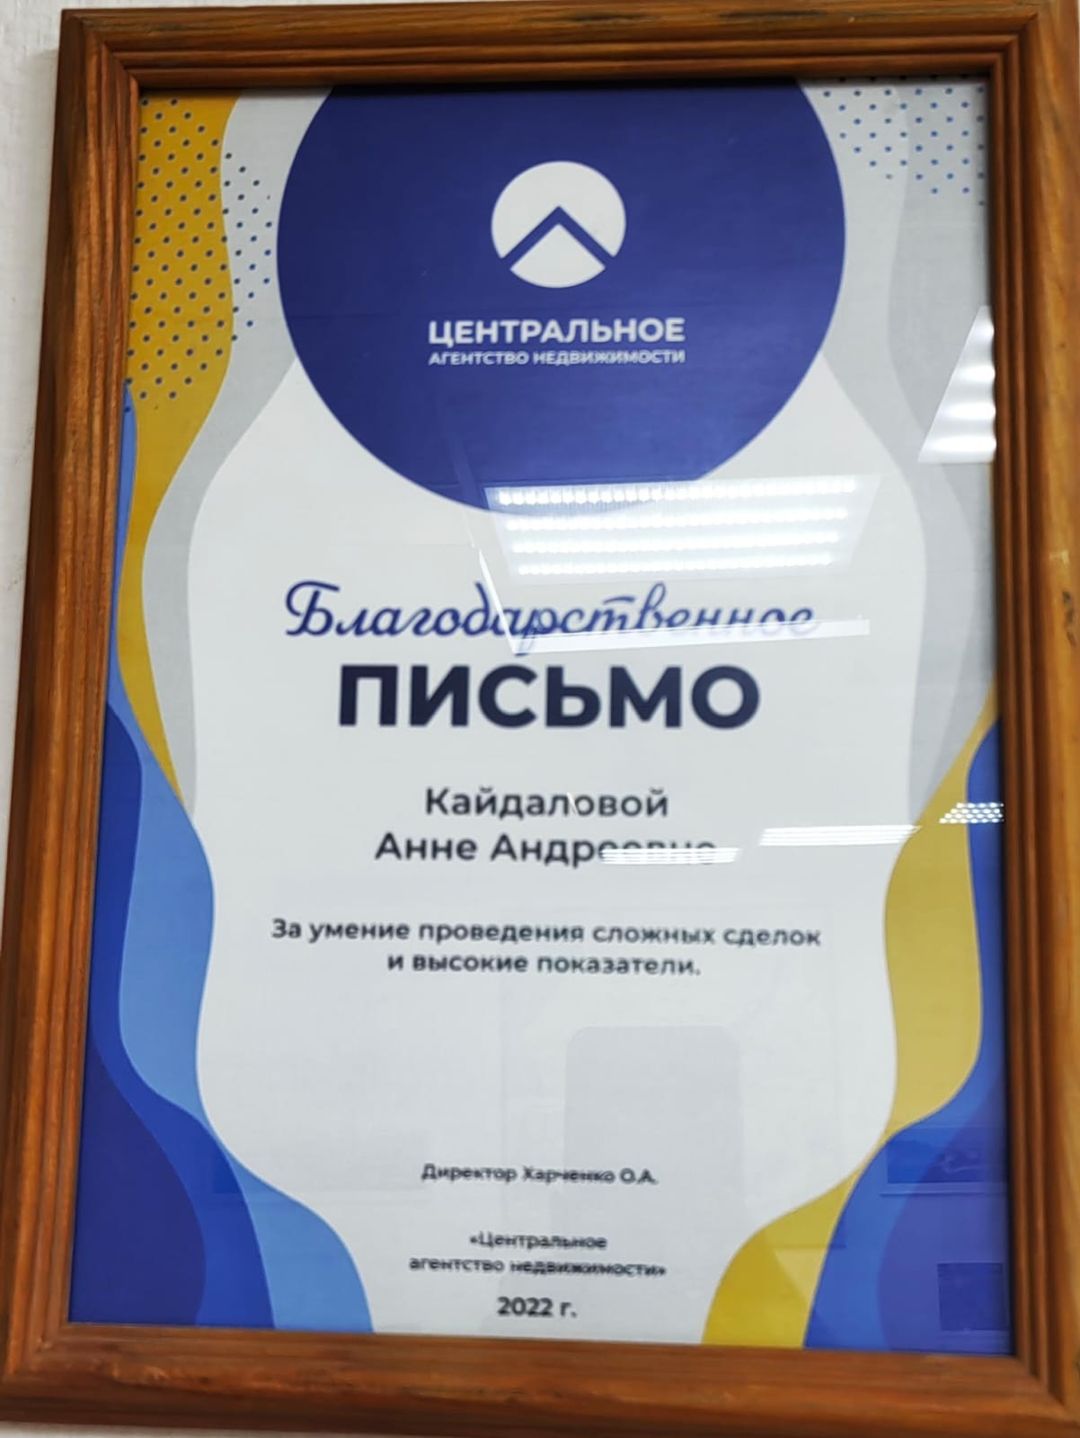 ЦЕНТРАЛЬНОЕ
АГЕНТСТВО НЕДВИЖИМОСТИ
Благодарственное
ПИСЬМО
Кайдаловой
Анне Андреевне
За умение проведения сложных сделок
и высокие показатели.
Директор Харченко О.А.
«Центральное
агентство недвижимости»
2022 г.